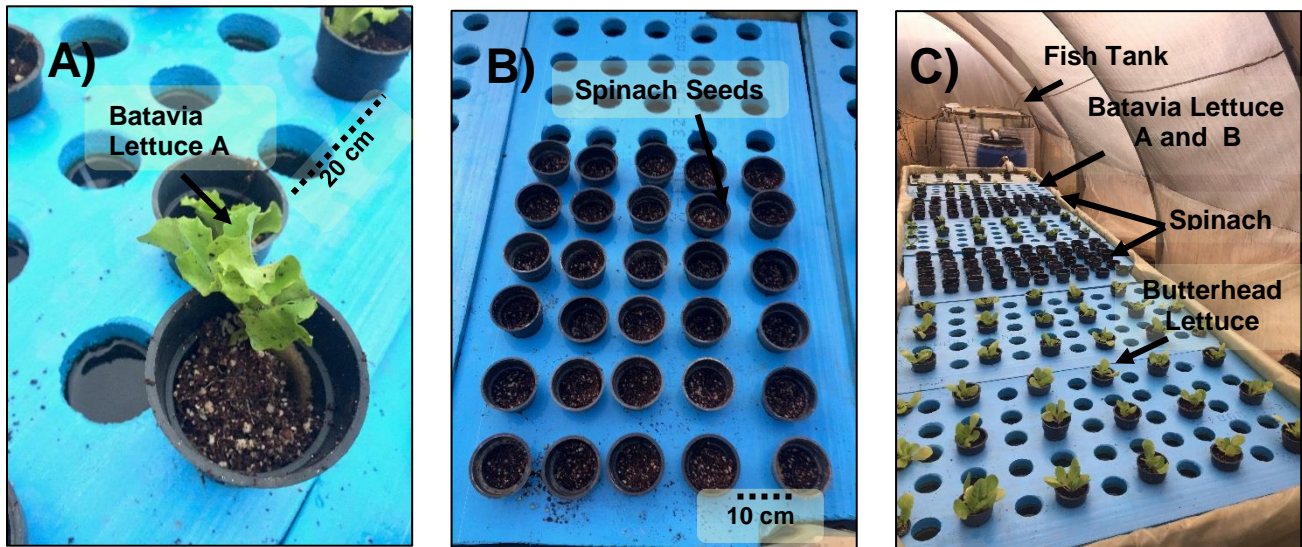 A)
Batavia
Lettuce A
20 cm
B)
Spinach Seeds
10 cm
C)
Fish Tank
Batavia Lettuce
A and B
Spinach
Butterhead
Lettuce